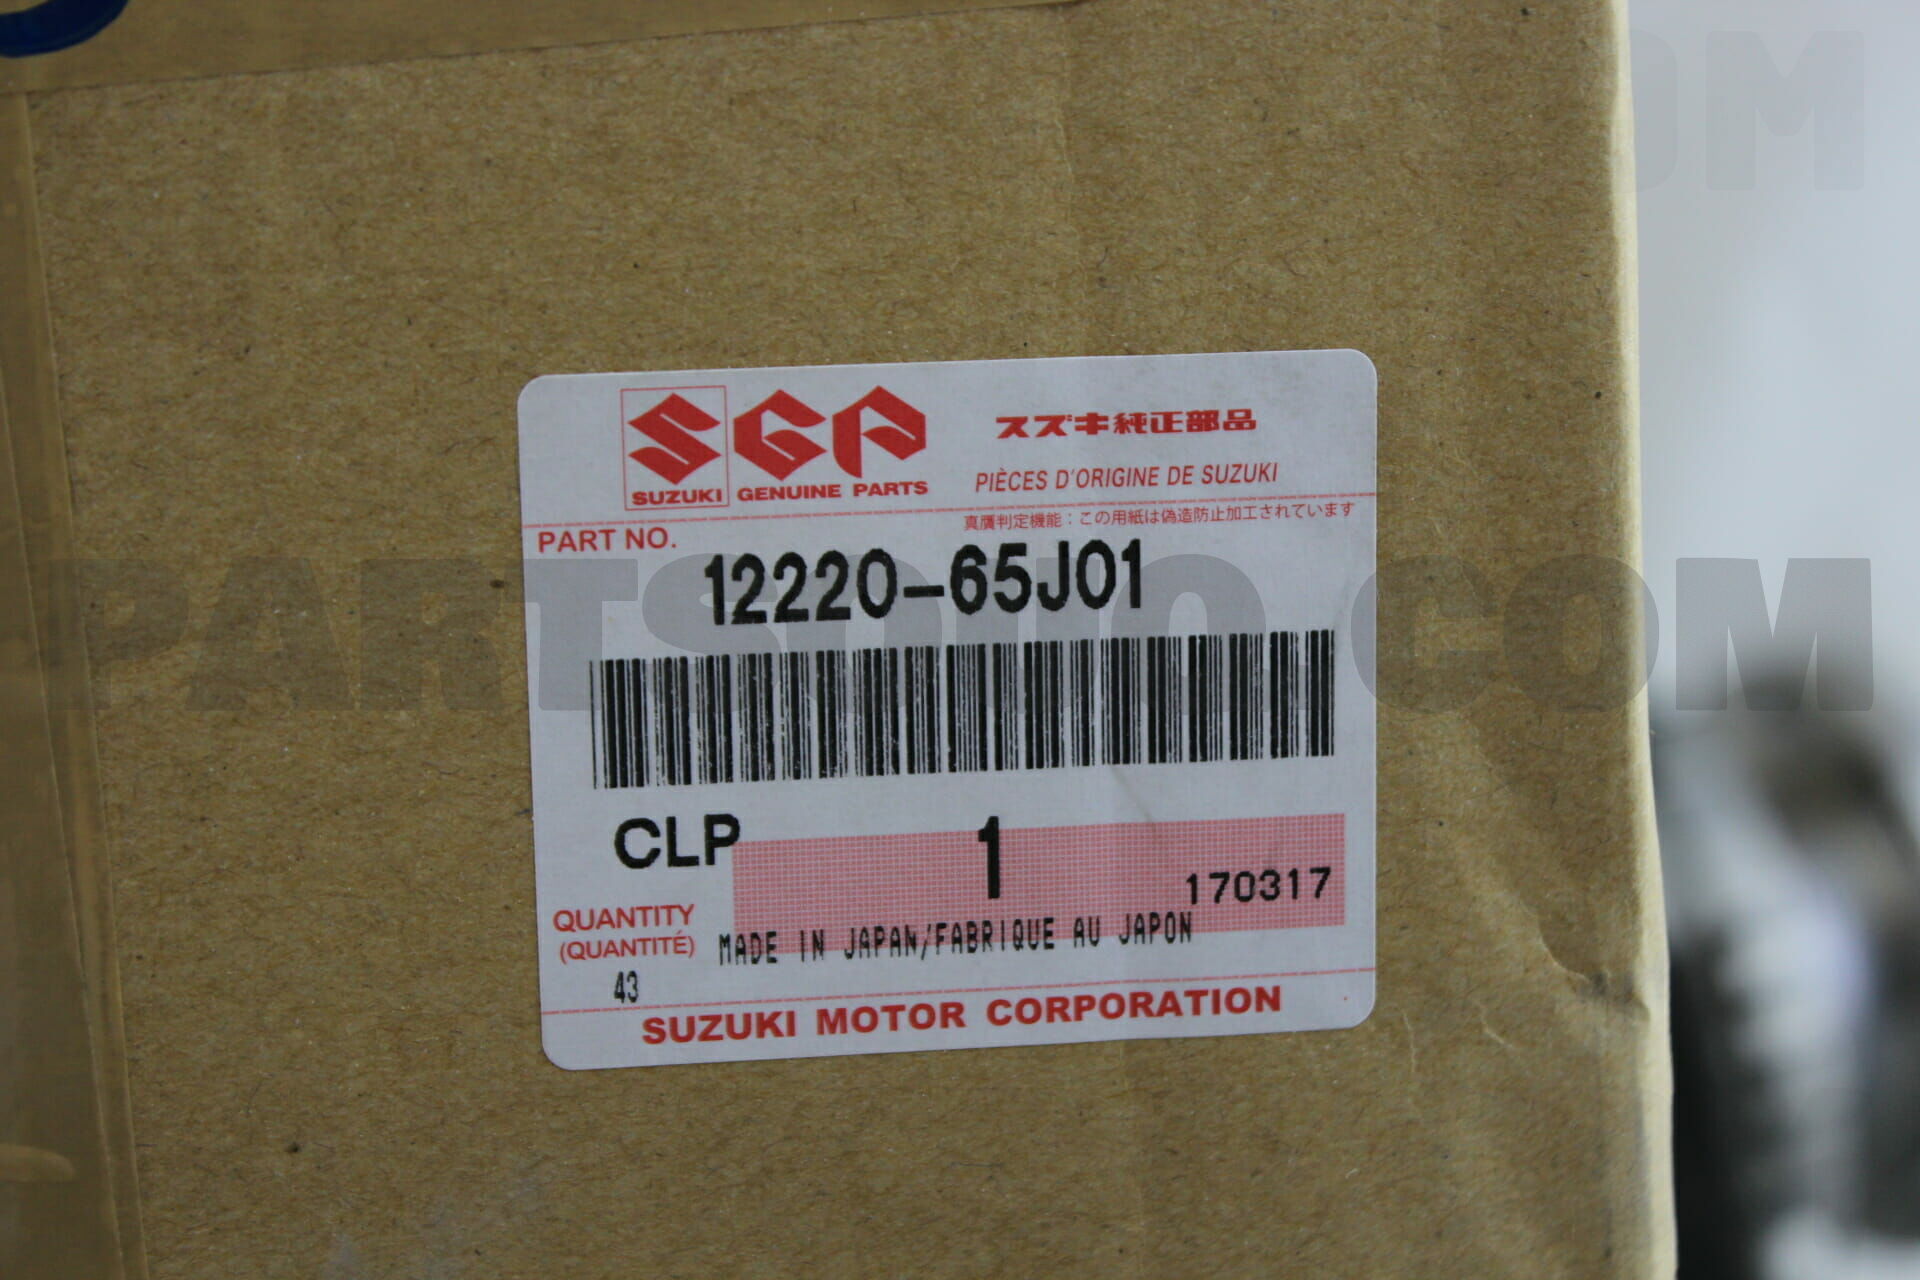 SUZUKI
SGP
GENUINE PARTS
スズキ純正部品
PIÈCES D'ORIGINE DE SUZUKI
真贋判定機能：この用紙は偽造防止加工されています
PART NO.
12220-65J01
CLP
1
170317
QUANTITY
(QUANTITÉ)
MADE IN JAPAN/FABRIQUE AU JAPON
43
SUZUKI MOTOR CORPORATION
PARTSOUQ.COM
OM